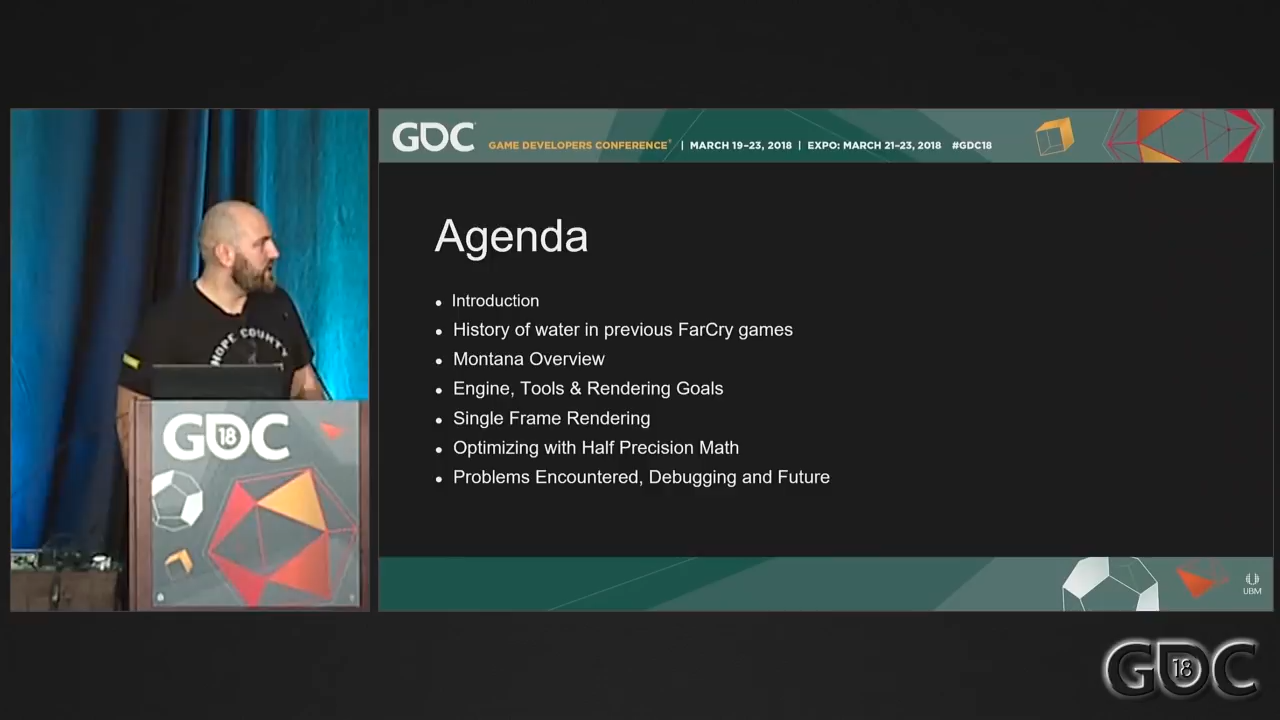 GDC GAME DEVELOPERS CONFERENCE® | MARCH 19–23, 2018 | EXPO: MARCH 21–23, 2018 #GDC18
Agenda
• Introduction
• History of water in previous FarCry games
• Montana Overview
• Engine, Tools & Rendering Goals
• Single Frame Rendering
• Optimizing with Half Precision Math
• Problems Encountered, Debugging and Future
HOPE COUNTY
GDC 18
UBM
GDC 18